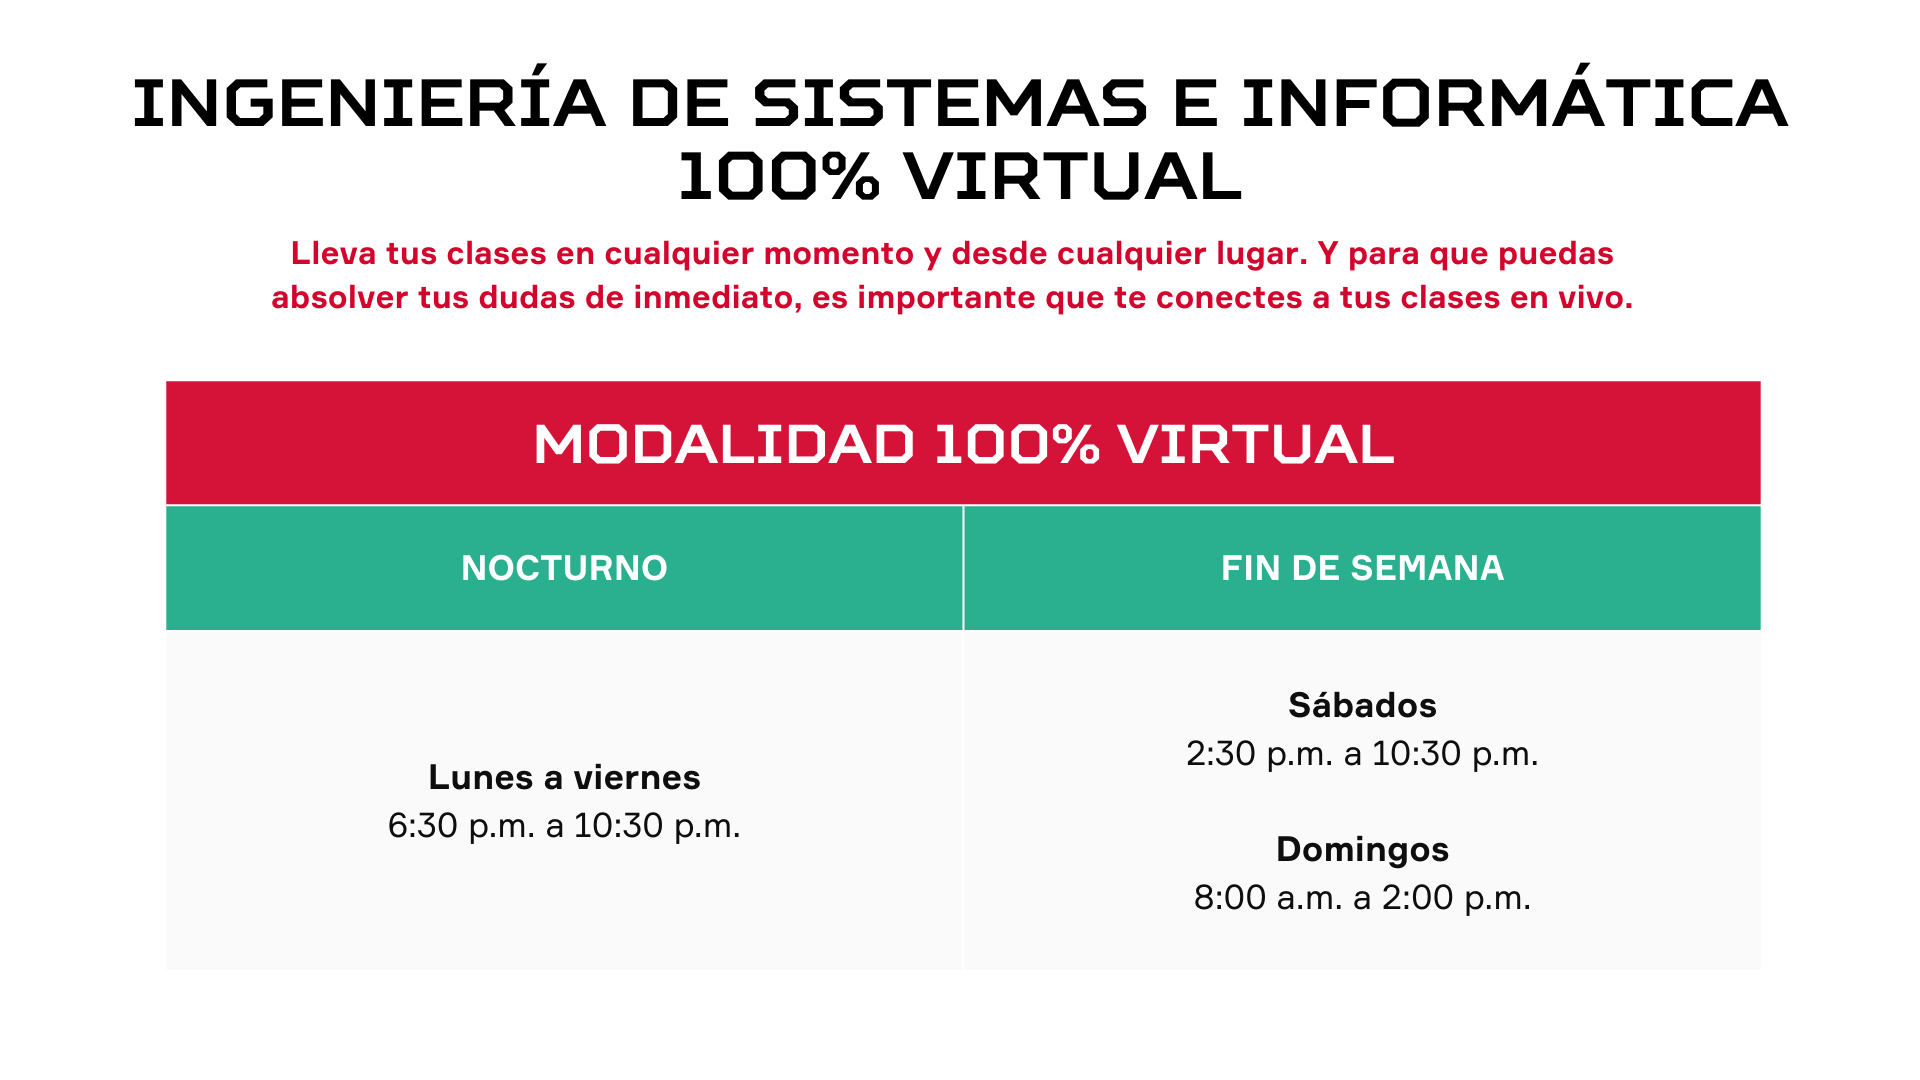 INGENIERÍA DE SISTEMAS E INFORMÁTICA
100% VIRTUAL
Lleva tus clases en cualquier momento y desde cualquier lugar. Y para que puedas
absolver tus dudas de inmediato, es importante que te conectes a tus clases en vivo.
MODALIDAD 100% VIRTUAL
NOCTURNO
FIN DE SEMANA
Lunes a viernes
6:30 p.m. a 10:30 p.m.
Sábados
2:30 p.m. a 10:30 p.m.
Domingos
8:00 a.m. a 2:00 p.m.